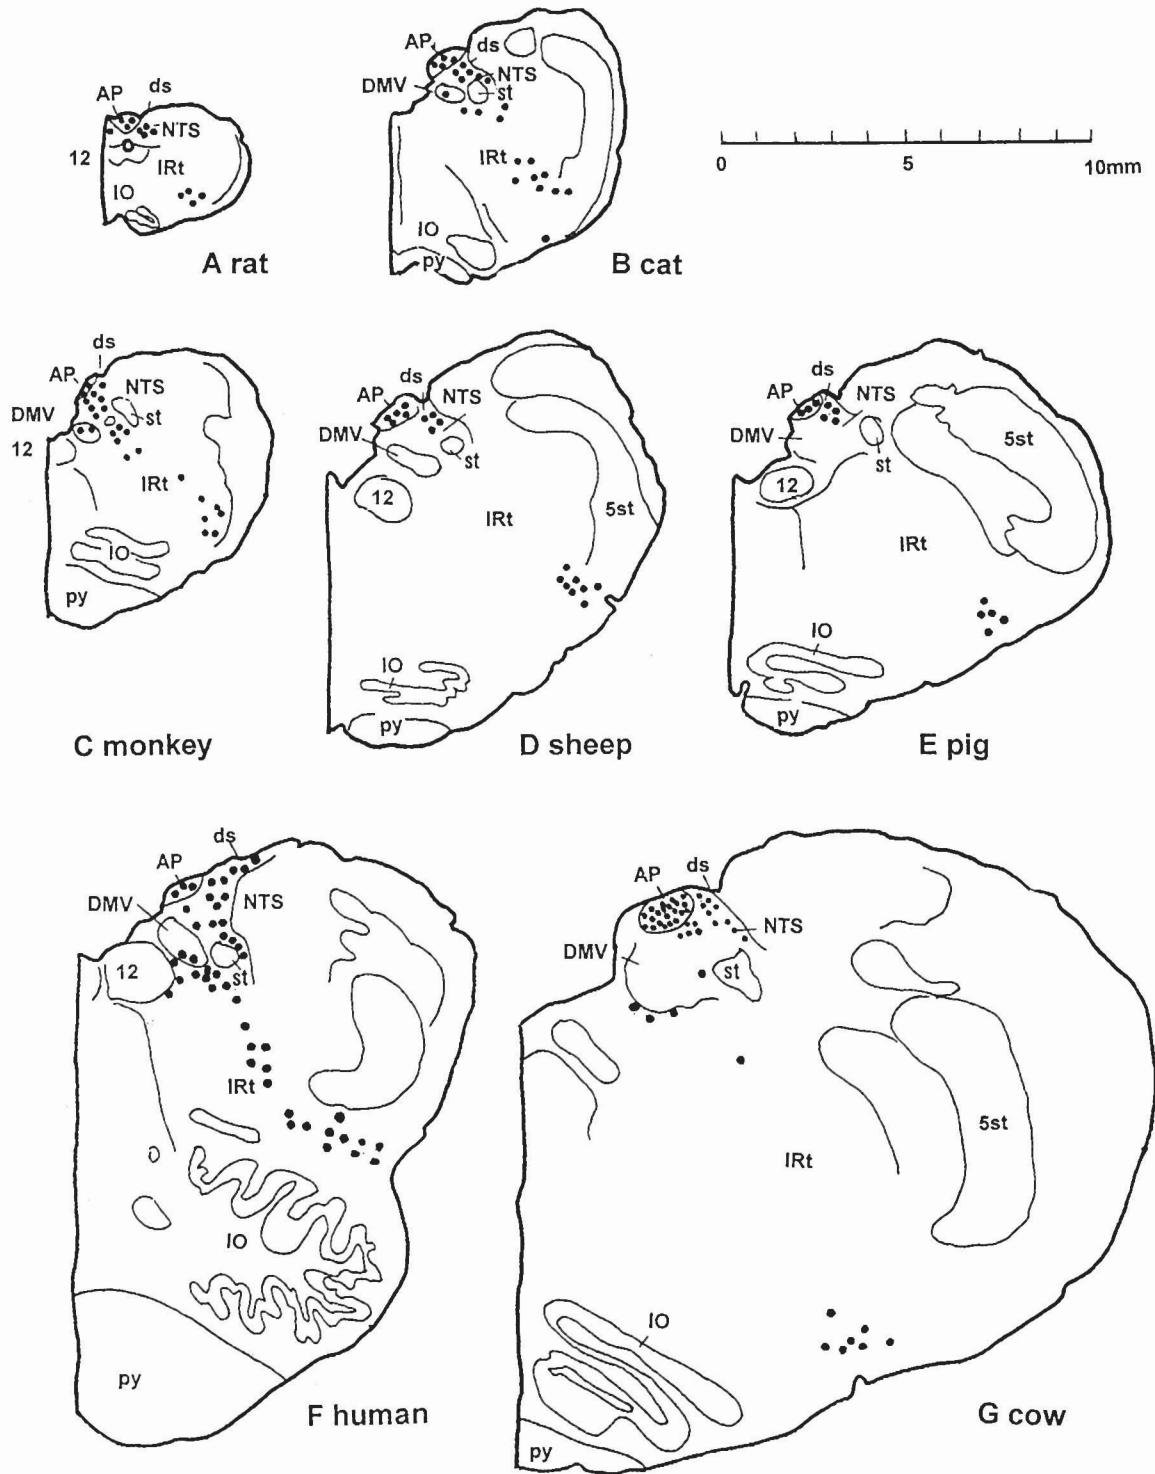 AP
ds
NTS
12
IRt
IO
A rat
AP
ds
DMV
NTS
st
IRt
IO
py
B cat
0 5 10mm
ds
AP
NTS
DMV
st
12
IRt
IO
py
C monkey
ds
AP
NTS
DMV
st
12
IRt
5st
IO
py
D sheep
ds
AP
NTS
DMV
st
5st
12
IRt
IO
py
E pig
ds
AP
DMV
NTS
12
st
IRt
IO
py
F human
AP
ds
NTS
DMV
st
5st
IRt
IO
py
G cow